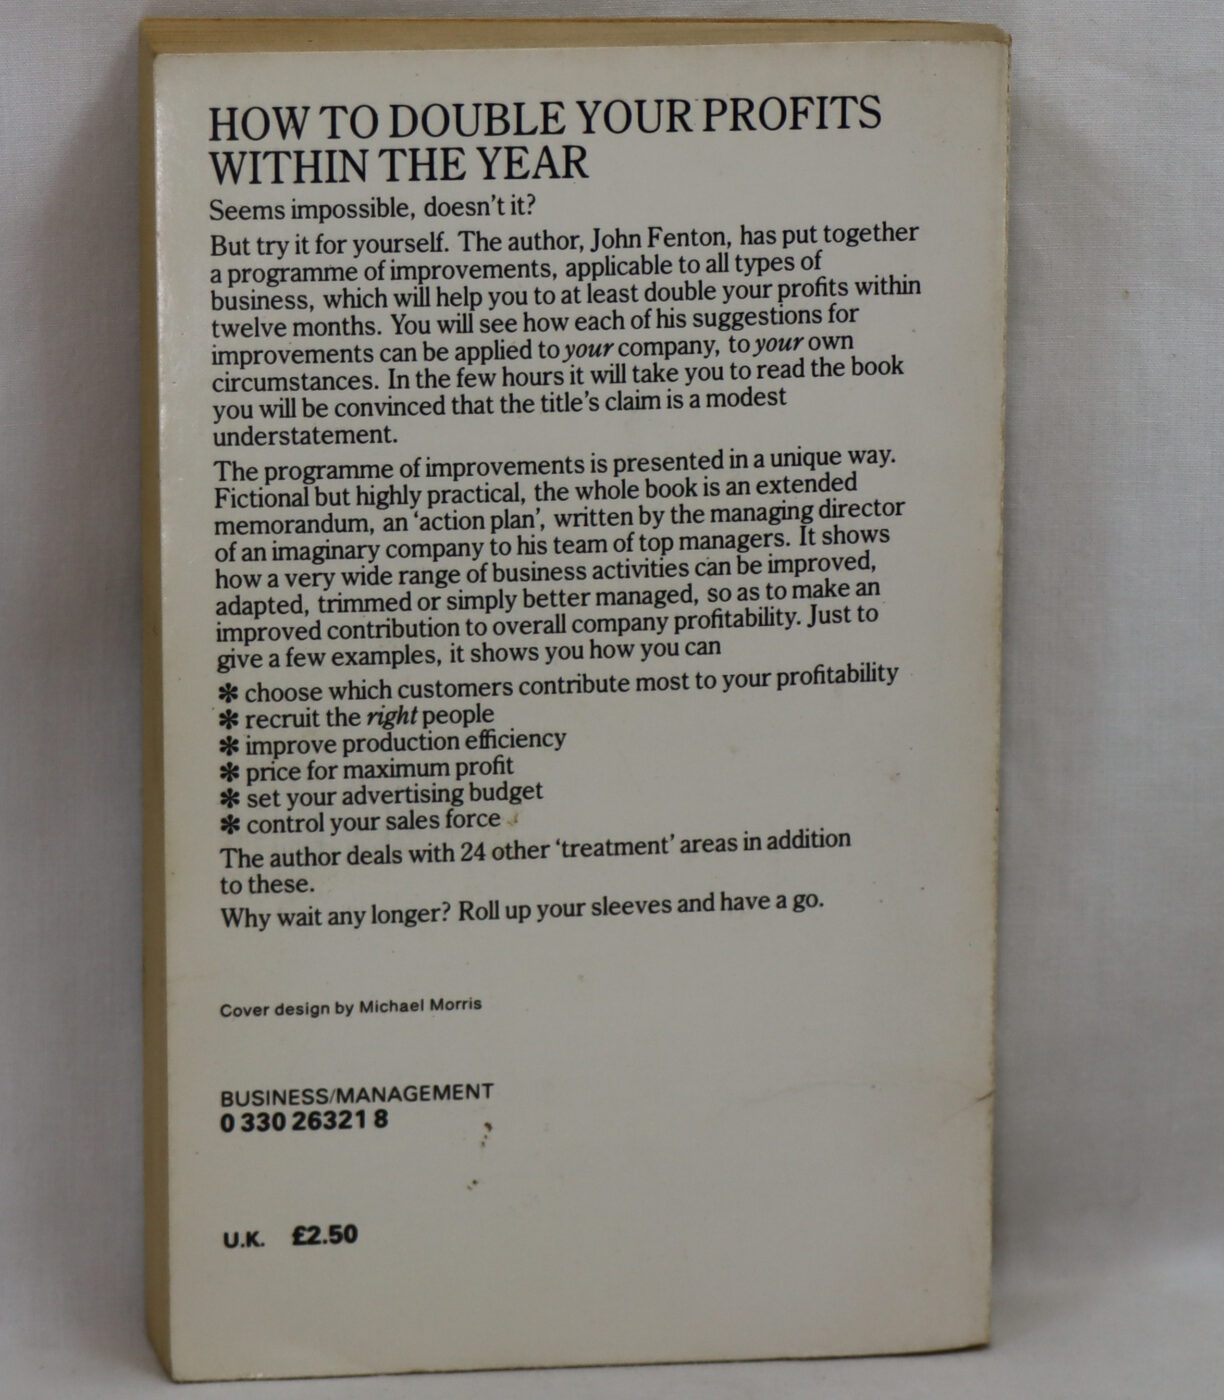 HOW TO DOUBLE YOUR PROFITS
WITHIN THE YEAR
Seems impossible, doesn't it?
But try it for yourself. The author, John Fenton, has put together
a programme of improvements, applicable to all types of
business, which will help you to at least double your profits within
twelve months. You will see how each of his suggestions for
improvements can be applied to your company, to your own
circumstances. In the few hours it will take you to read the book
you will be convinced that the title's claim is a modest
understatement.
The programme of improvements is presented in a unique way.
Fictional but highly practical, the whole book is an extended
memorandum, an ‘action plan’, written by the managing director
of an imaginary company to his team of top managers. It shows
how a very wide range of business activities can be improved,
adapted, trimmed or simply better managed, so as to make an
improved contribution to overall company profitability. Just to
give a few examples, it shows you how you can
✻ choose which customers contribute most to your profitability
✻ recruit the right people
✻ improve production efficiency
✻ price for maximum profit
✻ set your advertising budget
✻ control your sales force
The author deals with 24 other ‘treatment’ areas in addition
to these.
Why wait any longer? Roll up your sleeves and have a go.
Cover design by Michael Morris
BUSINESS/MANAGEMENT
0 330 26321 8
U.K. £2.50